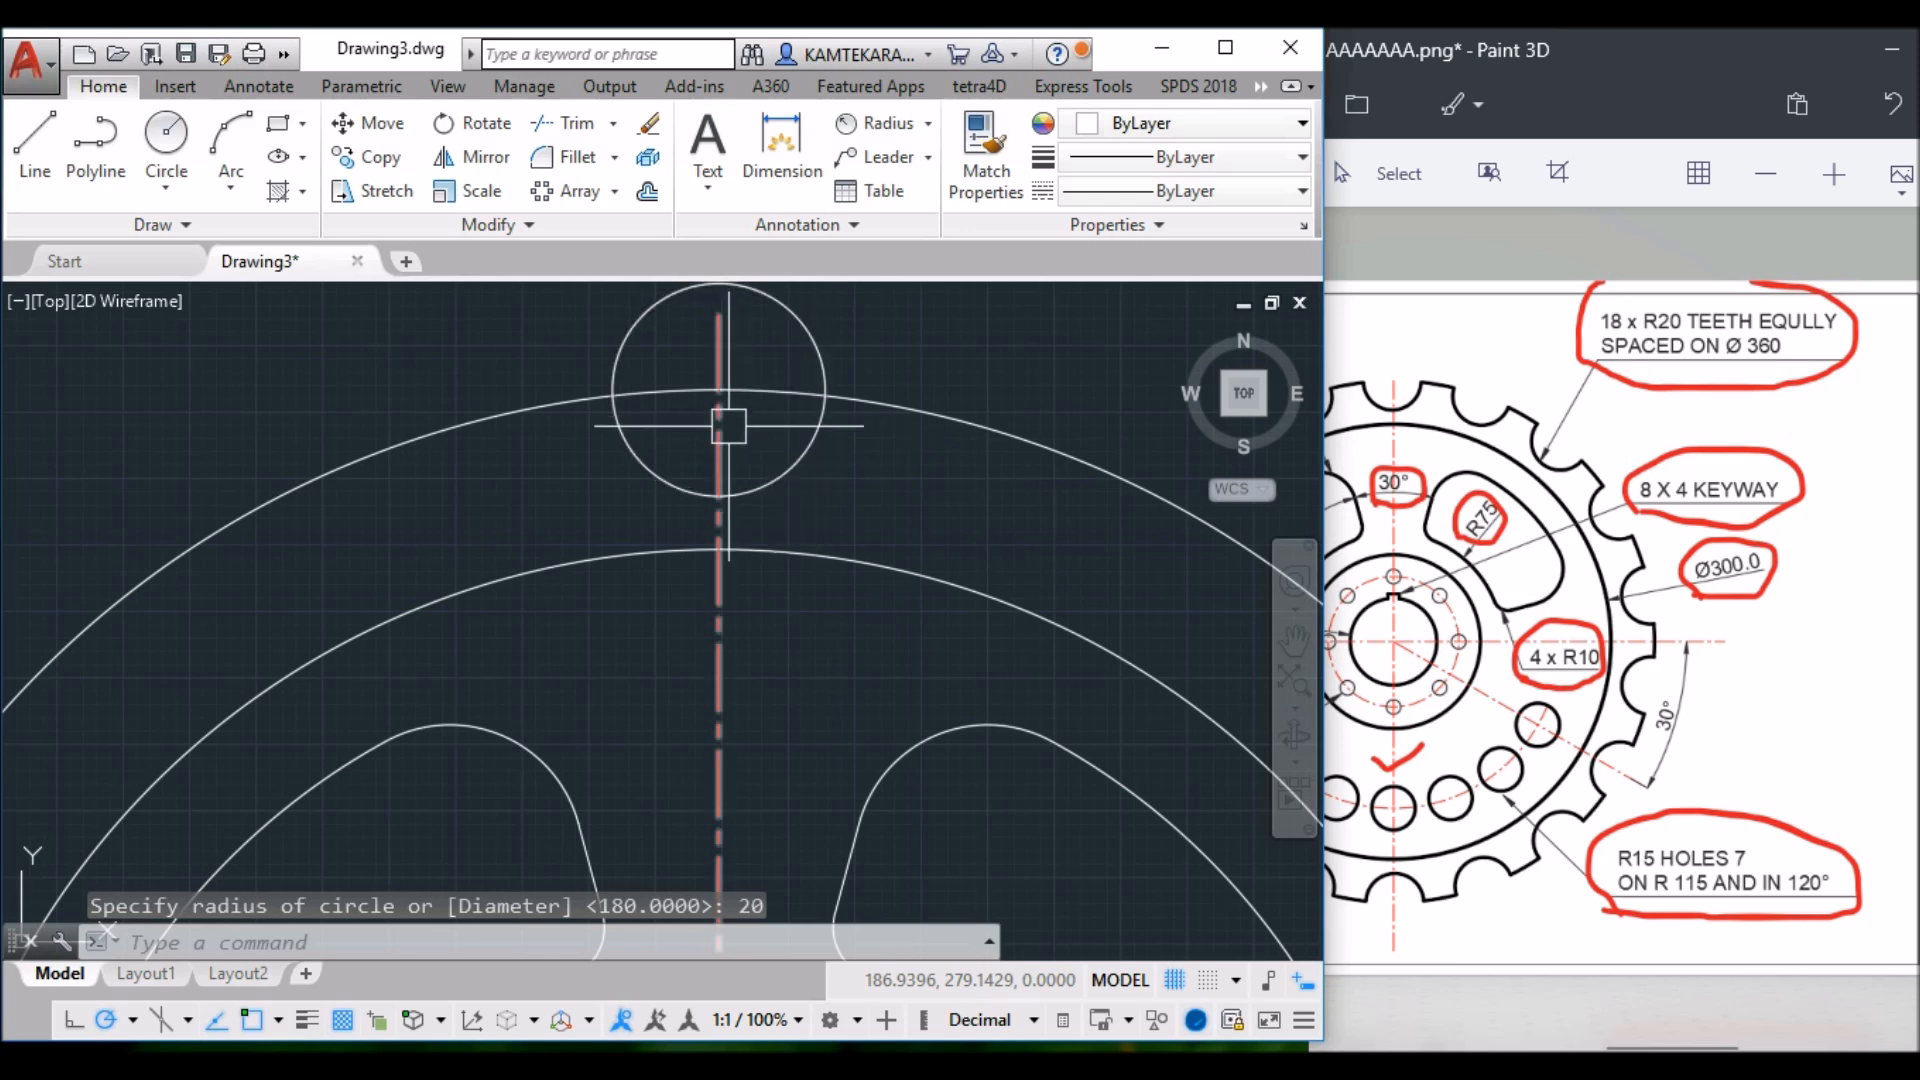 Drawing3.dwg
Type a keyword or phrase
KAMTEKARA...
AAAAAAA.png* - Paint 3D
Home Insert Annotate Parametric View Manage Output Add-ins A360 Featured Apps tetra4D Express Tools SPDS 2018
Line Polyline Circle Arc
Move Rotate Trim
Copy Mirror Fillet
Stretch Scale Array
Text Dimension
Radius
Leader
Table
Match
Properties
ByLayer
ByLayer
ByLayer
Select
Draw Modify Annotation Properties
Start Drawing3*
[−][Top][2D Wireframe]
N
W TOP E
S
WCS
18 x R20 TEETH EQULLY
SPACED ON Ø 360
30°
R75
8 X 4 KEYWAY
Ø300.0
4 x R10
30°
R15 HOLES 7
ON R 115 AND IN 120°
Y
X
Specify radius of circle or [Diameter] <180.0000>: 20
Type a command
Model Layout1 Layout2
186.9396, 279.1429, 0.0000 MODEL
1:1 / 100% Decimal